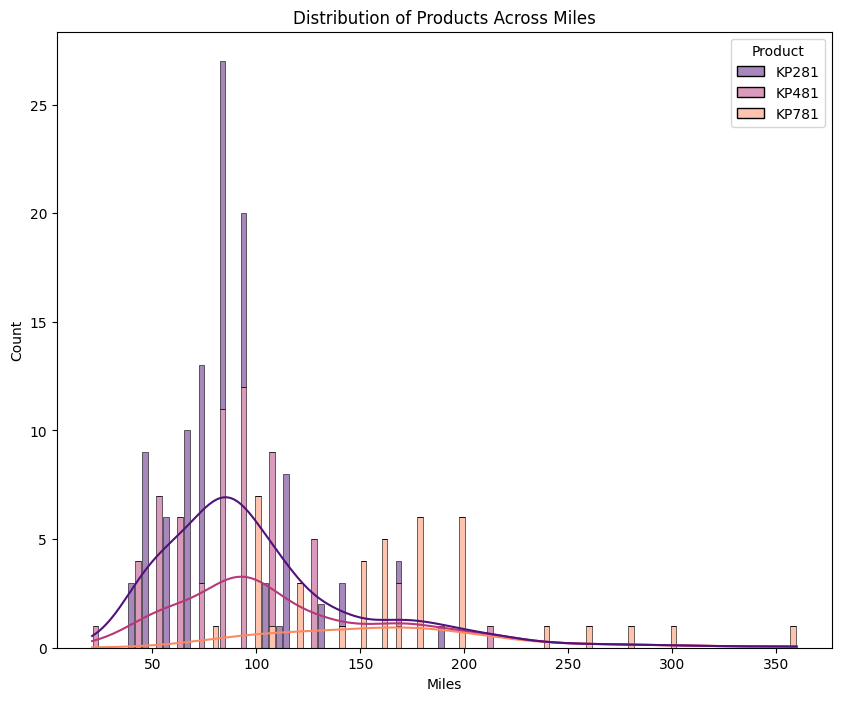 Distribution of Products Across Miles
Product
KP281
KP481
KP781
Count
25
20
15
10
5
0
50 100 150 200 250 300 350
Miles